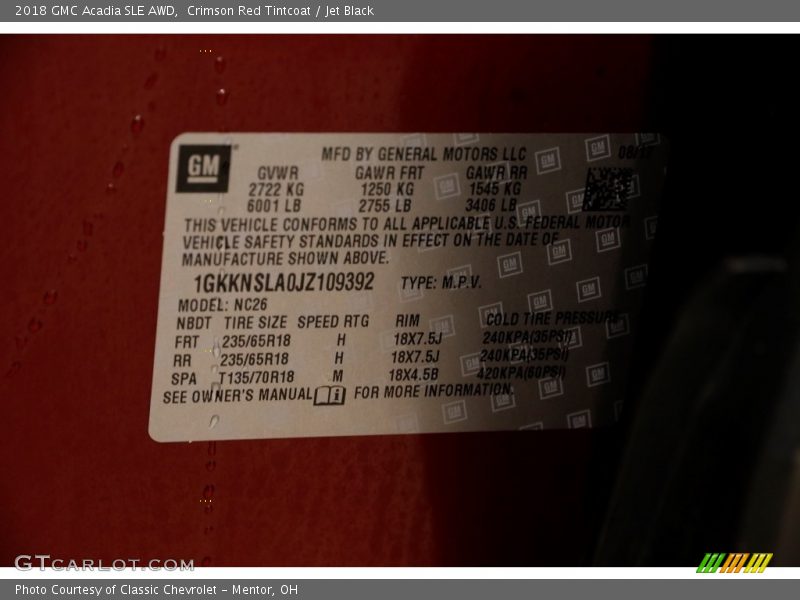 2018 GMC Acadia SLE AWD, Crimson Red Tintcoat / Jet Black
GM
MFD BY GENERAL MOTORS LLC
GVWR GAWR FRT GAWR RR
2722 KG 1250 KG 1545 KG
6001 LB 2755 LB 3406 LB
THIS VEHICLE CONFORMS TO ALL APPLICABLE U.S. FEDERAL MOTOR
VEHICLE SAFETY STANDARDS IN EFFECT ON THE DATE OF
MANUFACTURE SHOWN ABOVE.
1GKKNSLA0JZ109392 TYPE: M.P.V.
MODEL: NC26
NBDT TIRE SIZE SPEED RTG RIM COLD TIRE PRESSURE
FRT 235/65R18 H 18X7.5J 240KPA(35PSI)
RR 235/65R18 H 18X7.5J 240KPA(35PSI)
SPA T135/70R18 M 18X4.5B 420KPA(60PSI)
SEE OWNER'S MANUAL FOR MORE INFORMATION.
GTCARLOT.COM
Photo Courtesy of Classic Chevrolet - Mentor, OH